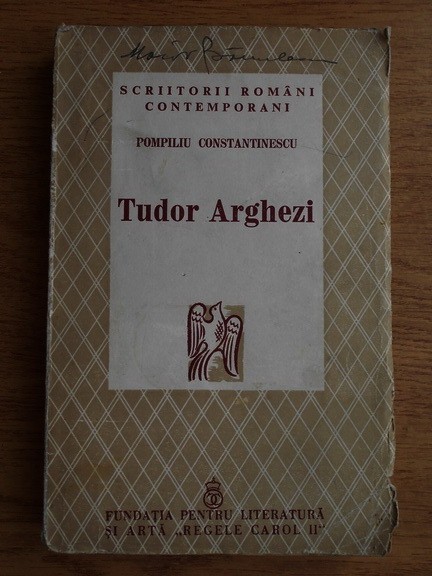 SCRIITORII ROMÂNI
CONTEMPORANI
POMPILIU CONSTANTINESCU
Tudor Arghezi
FUNDAȚIA PENTRU LITERATURĂ
ȘI ARTĂ „REGELE CAROL II"